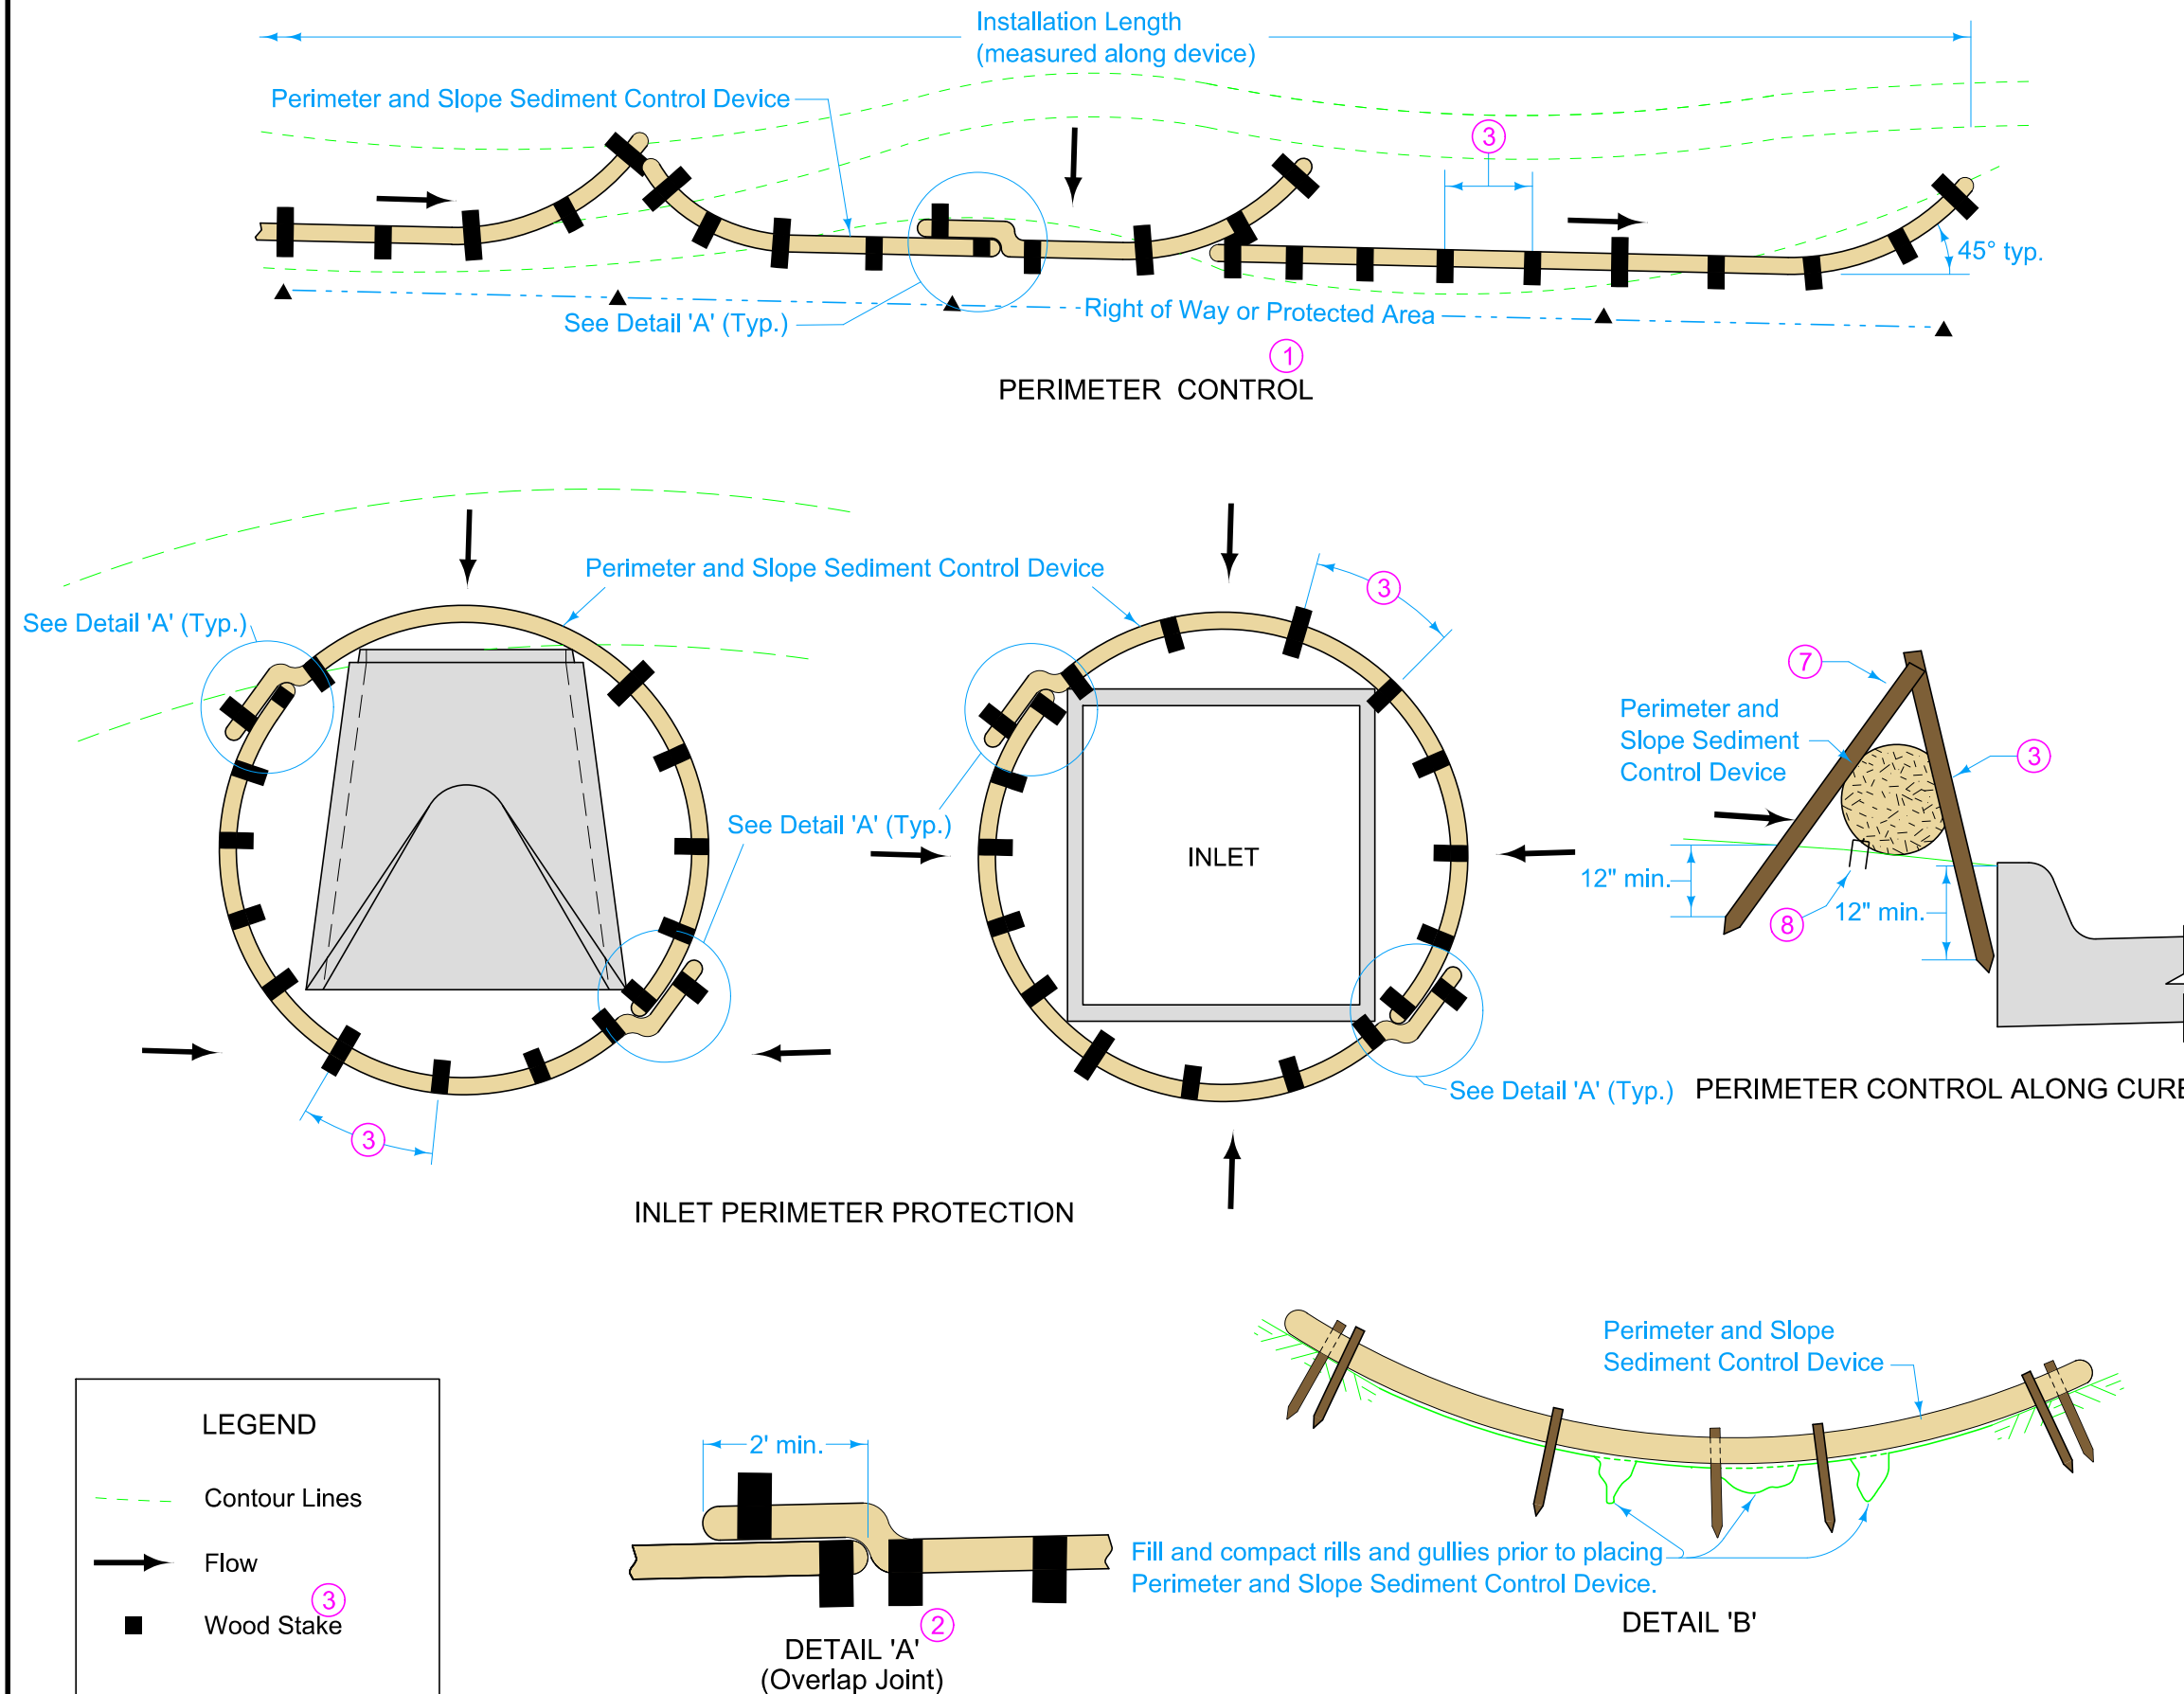 Installation Length
(measured along device)
Perimeter and Slope Sediment Control Device
3
45° typ.
Right of Way or Protected Area
See Detail 'A' (Typ.)
1
PERIMETER CONTROL
Perimeter and Slope Sediment Control Device
3
See Detail 'A' (Typ.)
7
Perimeter and
Slope Sediment
Control Device
3
See Detail 'A' (Typ.)
INLET
12" min.
8
12" min.
See Detail 'A' (Typ.)
PERIMETER CONTROL ALONG CURB
3
INLET PERIMETER PROTECTION
Perimeter and Slope
Sediment Control Device
LEGEND
Contour Lines
Flow
3
Wood Stake
2' min.
2
DETAIL 'A'
(Overlap Joint)
Fill and compact rills and gullies prior to placing
Perimeter and Slope Sediment Control Device.
DETAIL 'B'